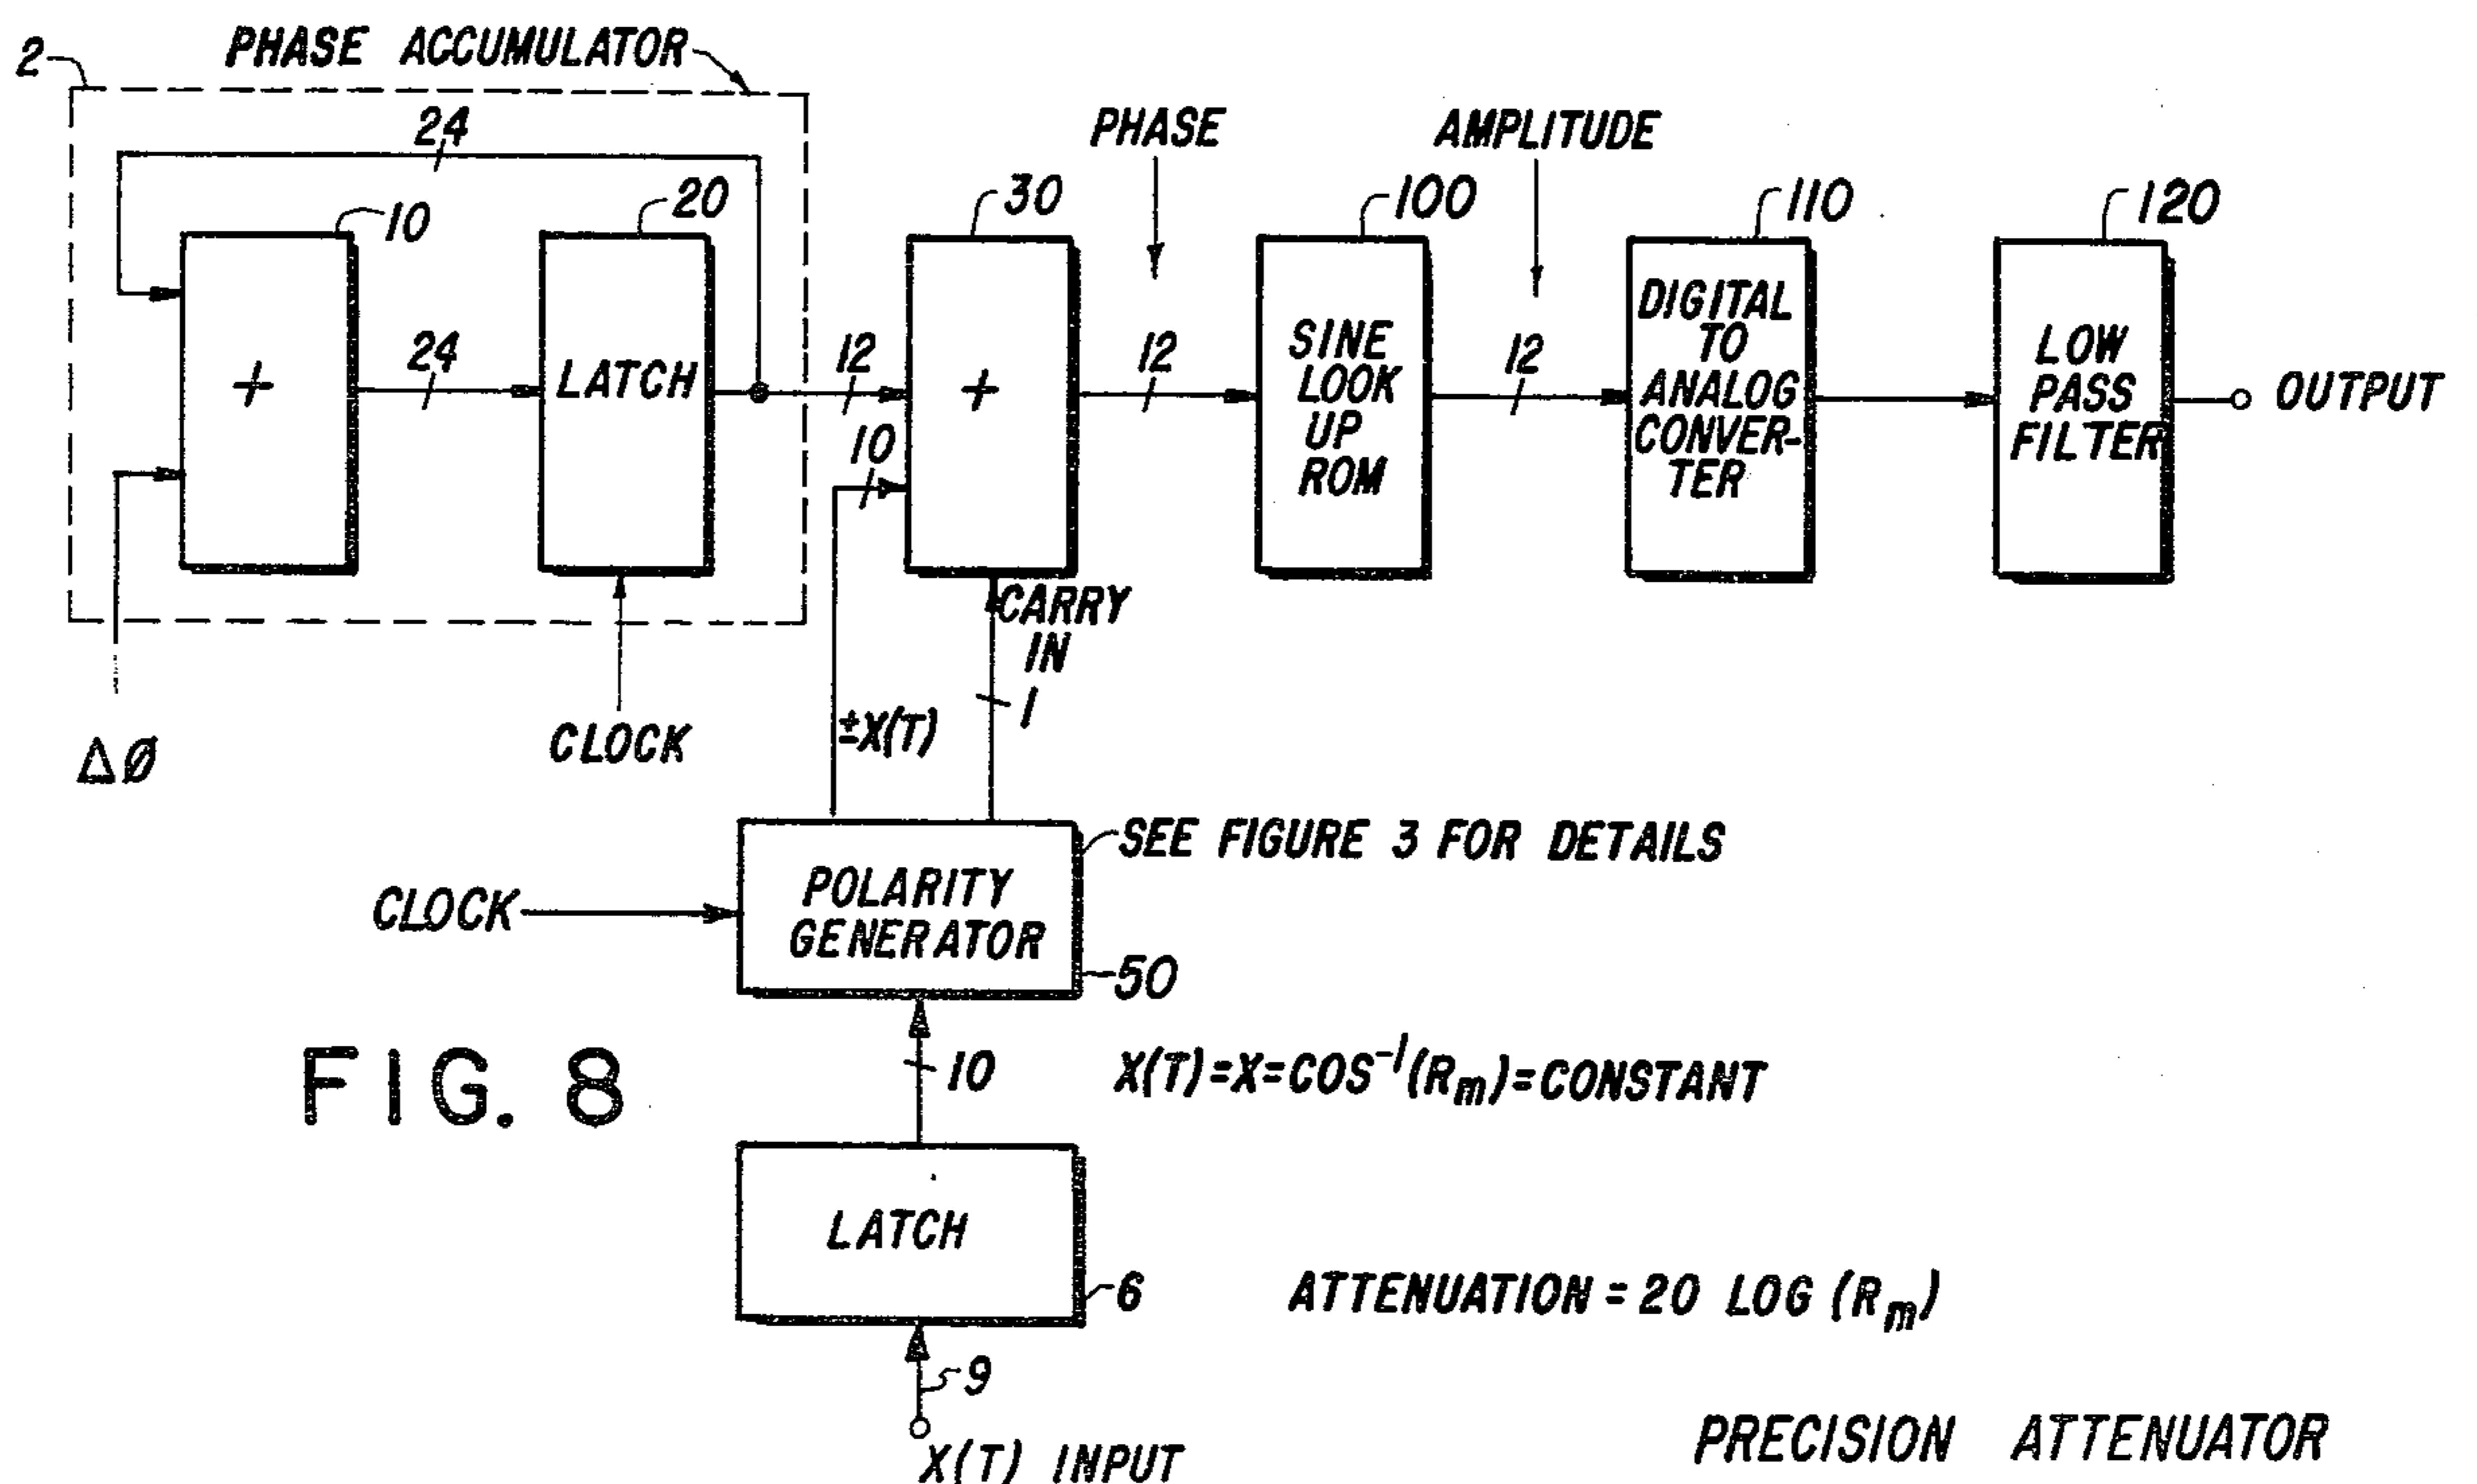 2
PHASE ACCUMULATOR
24
10
20
30
PHASE
AMPLITUDE
100
110
120
+
24
LATCH
12
10
+
12
SINE
LOOK
UP
ROM
12
DIGITAL
TO
ANALOG
CONVER-
TER
LOW
PASS
FILTER
OUTPUT
CARRY
IN
1
±X(T)
ΔØ
CLOCK
SEE FIGURE 3 FOR DETAILS
CLOCK
POLARITY
GENERATOR
50
FIG. 8
10
X(T)=X=COS⁻¹(Rm)=CONSTANT
LATCH
6
ATTENUATION = 20 LOG (Rm)
9
X(T) INPUT
PRECISION ATTENUATOR